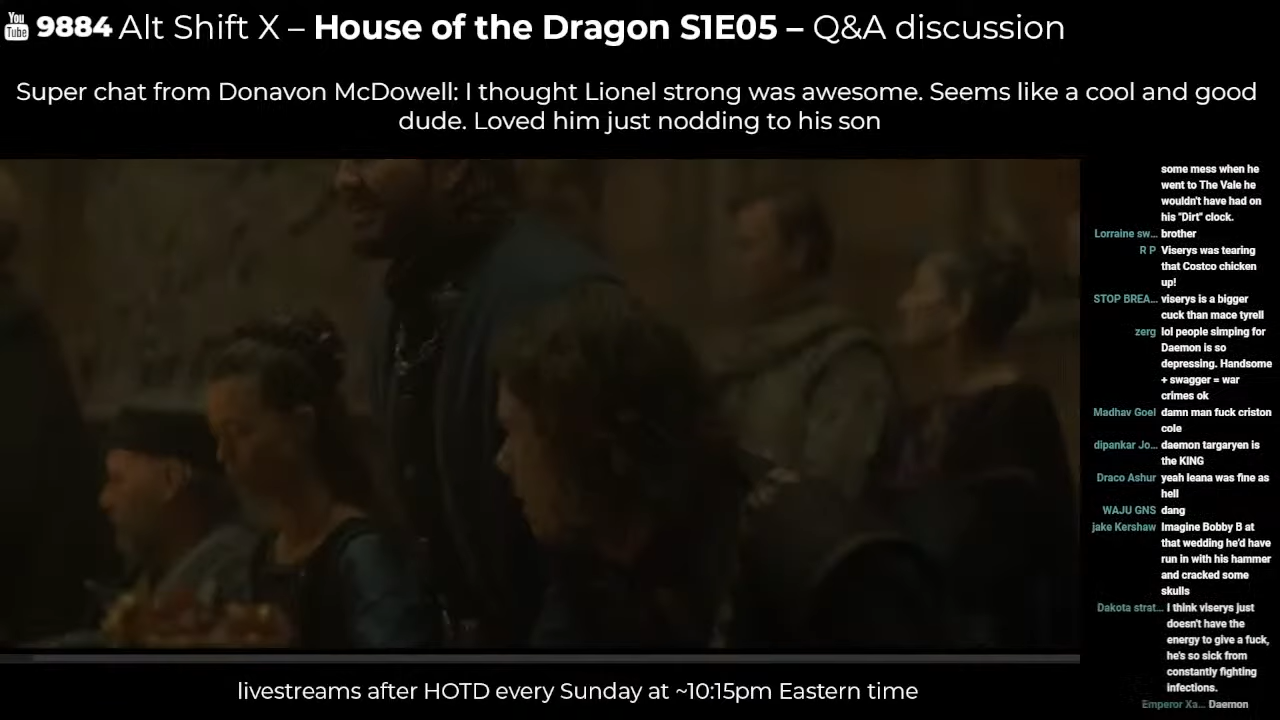 You Tube 9884 Alt Shift X – House of the Dragon S1E05 – Q&A discussion
Super chat from Donavon McDowell: I thought Lionel strong was awesome. Seems like a cool and good
dude. Loved him just nodding to his son
some mess when he
went to The Vale he
wouldn't have had on
his "Dirt" clock.
Lorraine sw... brother
R P Viserys was tearing
that Costco chicken
up!
STOP BREA... viserys is a bigger
cuck than mace tyrell
zerg lol people simping for
Daemon is so
depressing. Handsome
+ swagger = war
crimes ok
Madhav Goel damn man fuck criston
cole
dipankar Jo... daemon targaryen is
the KING
Draco Ashur yeah leana was fine as
hell
WAJU GNS dang
jake Kershaw Imagine Bobby B at
that wedding he'd have
run in with his hammer
and cracked some
skulls
Dakota strat... I think viserys just
doesn't have the
energy to give a fuck,
he's so sick from
constantly fighting
infections.
Emperor Xa... Daemon
livestreams after HOTD every Sunday at ~10:15pm Eastern time